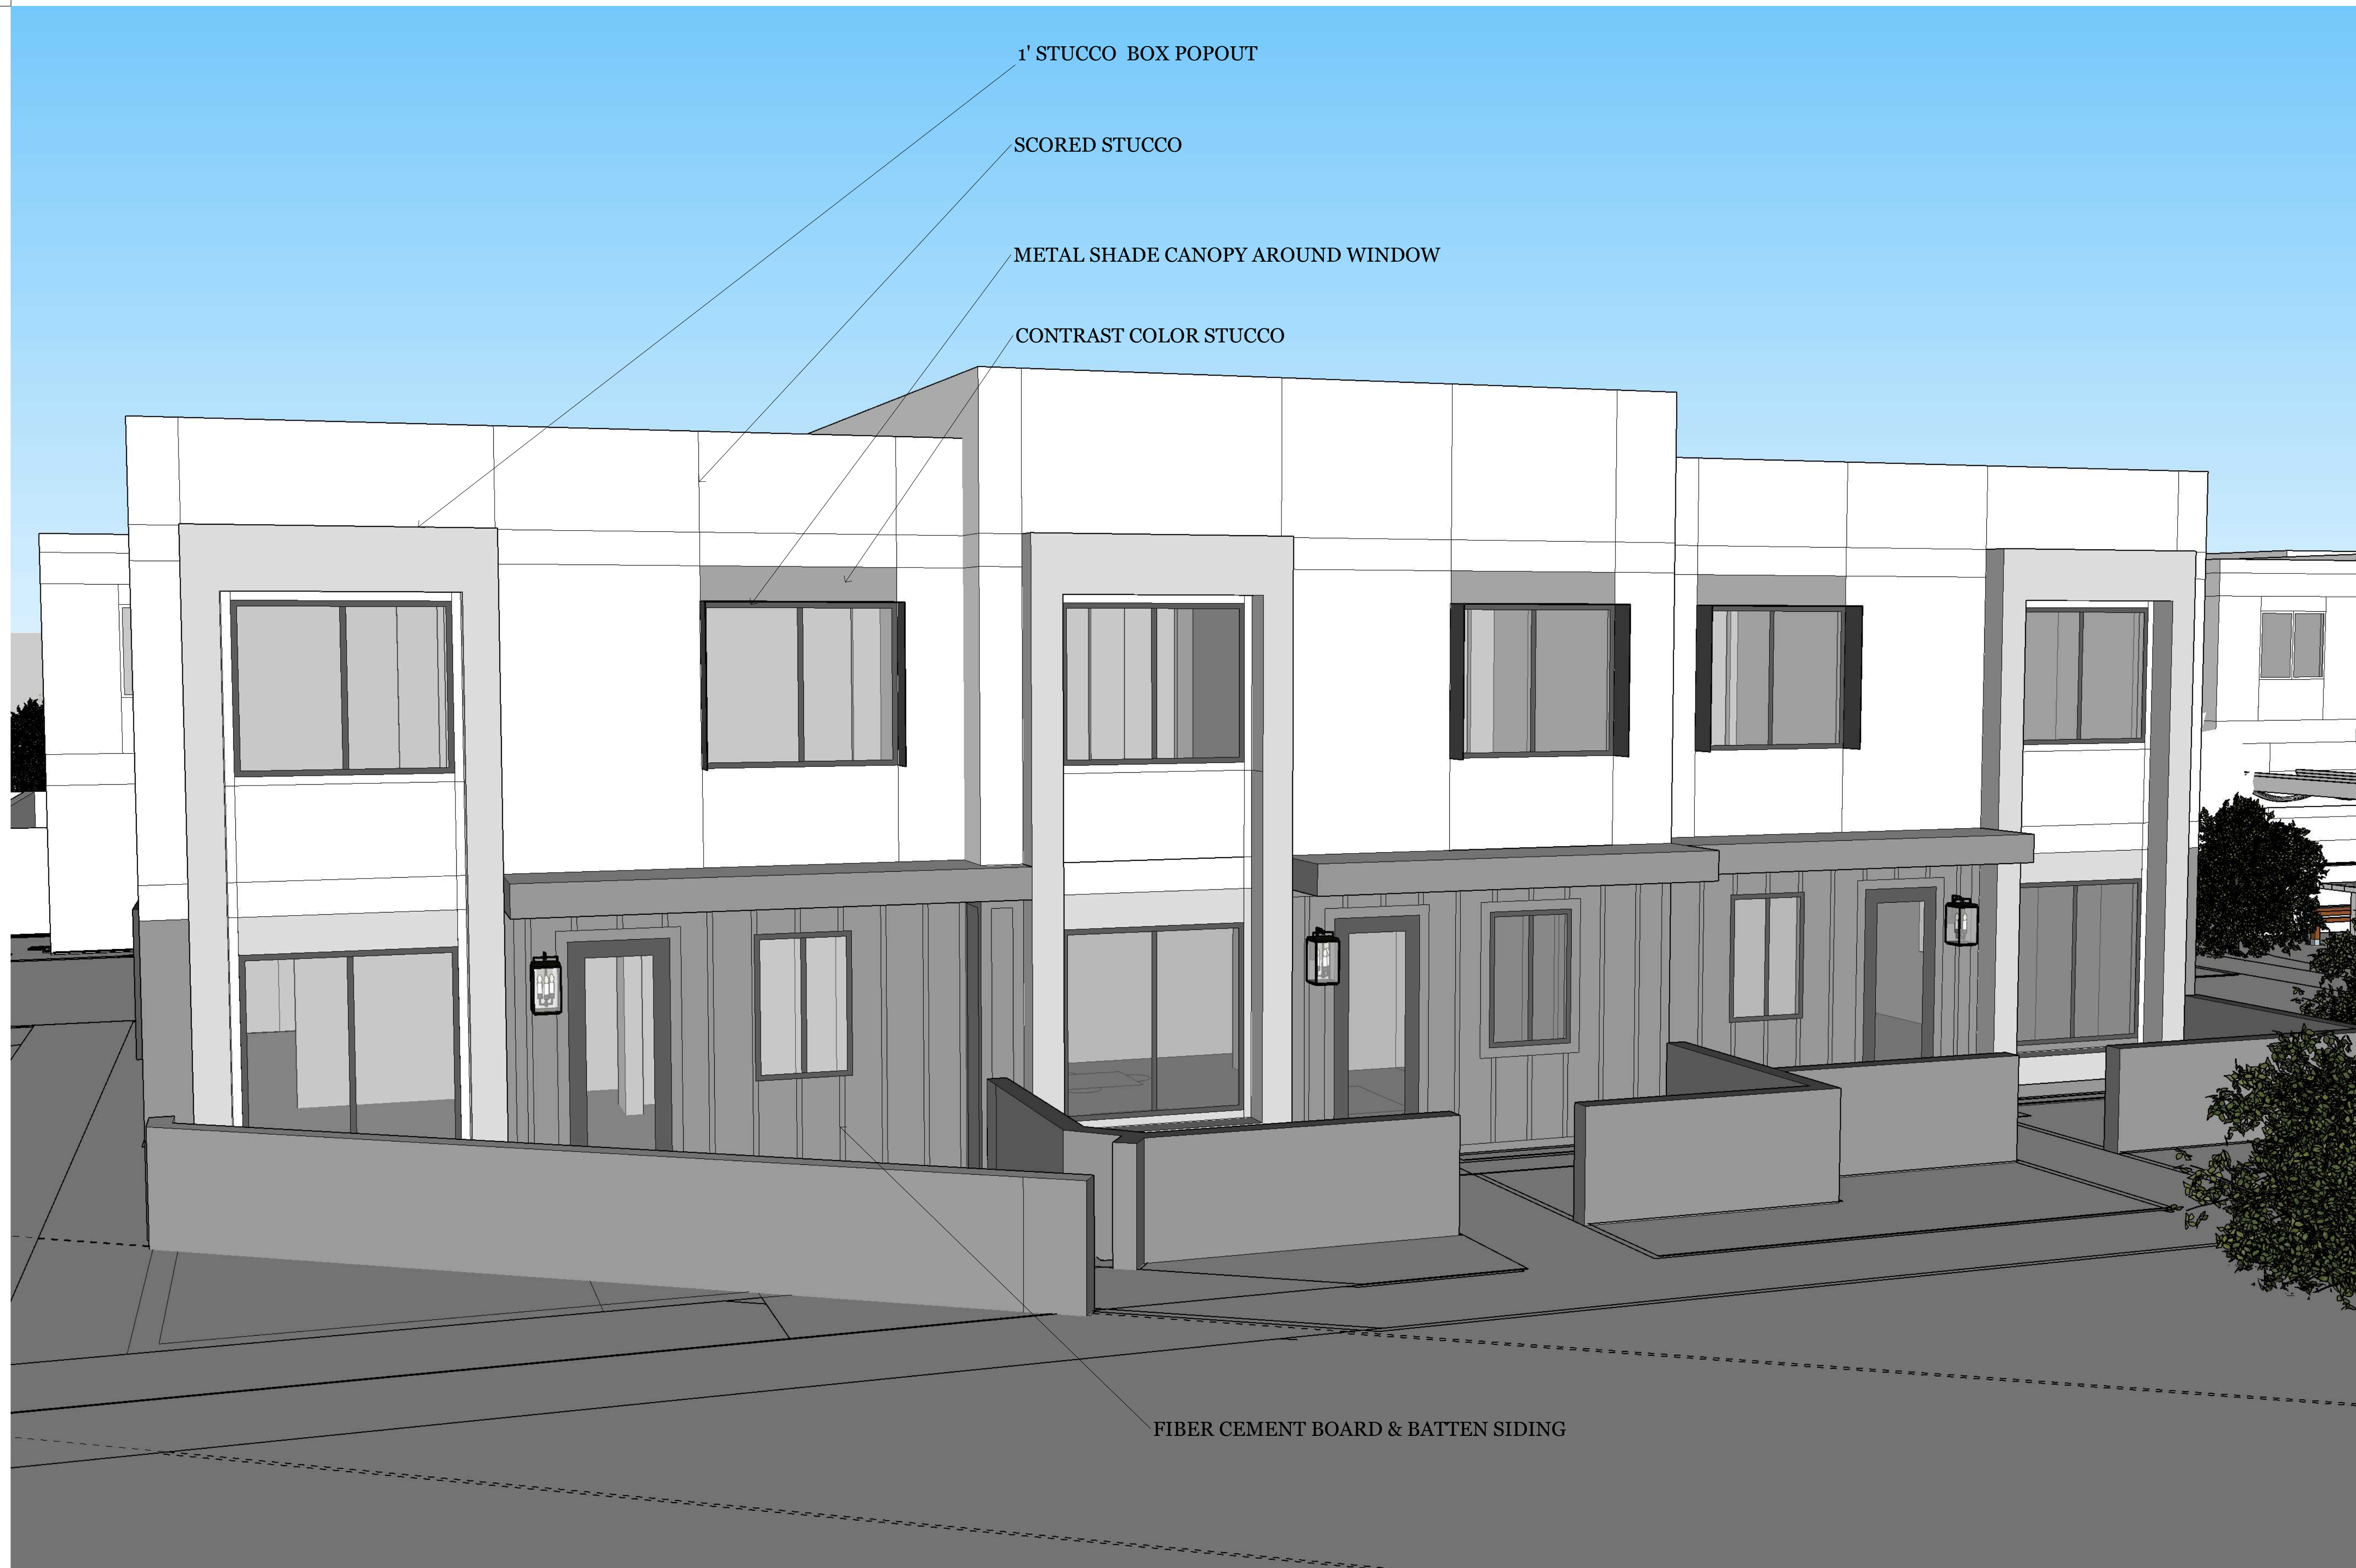 1' STUCCO BOX POPOUT
SCORED STUCCO
METAL SHADE CANOPY AROUND WINDOW
CONTRAST COLOR STUCCO
FIBER CEMENT BOARD & BATTEN SIDING